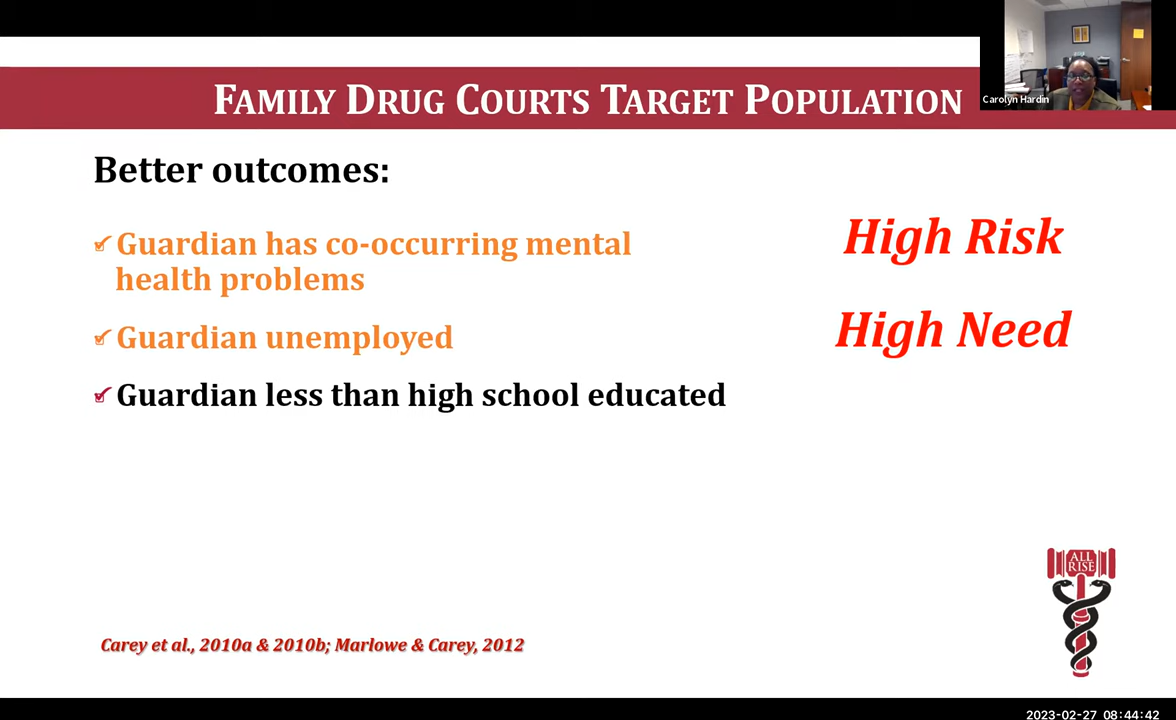 FAMILY DRUG COURTS TARGET POPULATION
Carolyn Hardin
Better outcomes:
Guardian has co-occurring mental
health problems
Guardian unemployed
Guardian less than high school educated
High Risk
High Need
ALL
RISE
Carey et al., 2010a & 2010b; Marlowe & Carey, 2012
2023-02-27 08:44:42